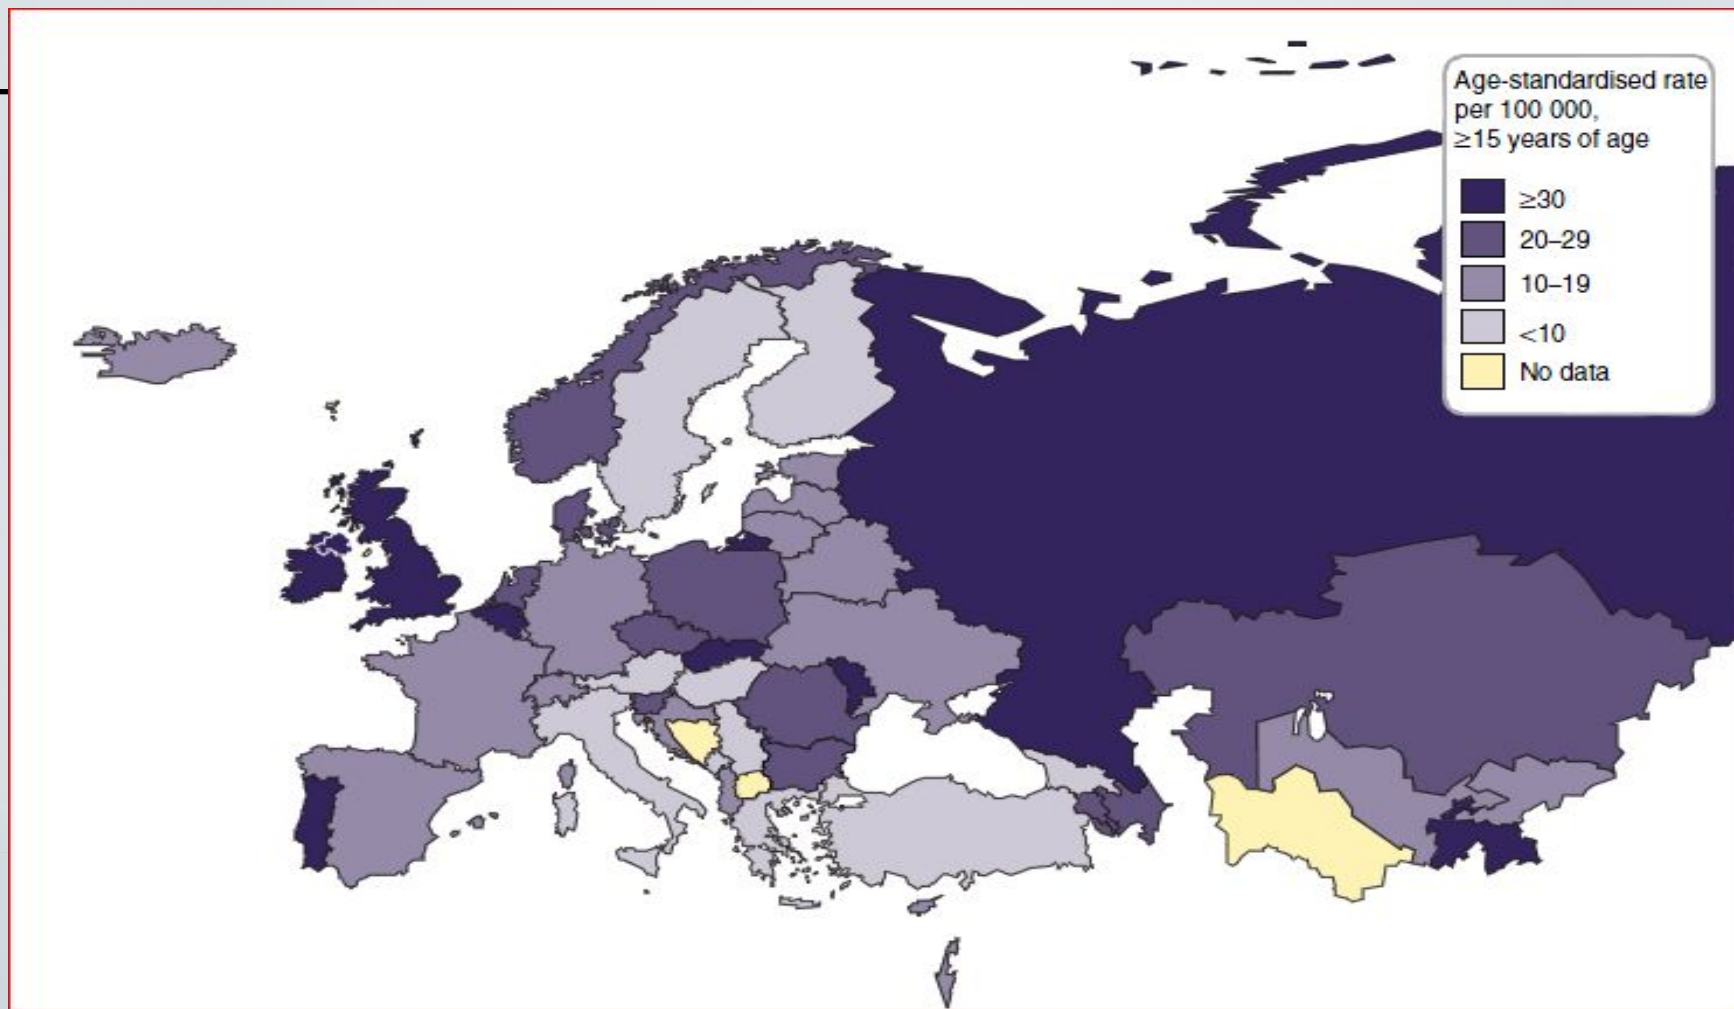 Age-standardised rate
per 100 000,
≥15 years of age
≥30
20–29
10–19
<10
No data